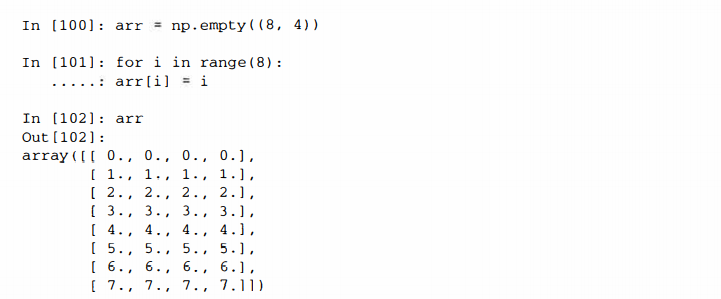 In [100]: arr = np.empty((8, 4))
In [101]: for i in range(8):
   .....: arr[i] = i
In [102]: arr
Out[102]:
array([[ 0., 0., 0., 0.],
       [ 1., 1., 1., 1.],
       [ 2., 2., 2., 2.],
       [ 3., 3., 3., 3.],
       [ 4., 4., 4., 4.],
       [ 5., 5., 5., 5.],
       [ 6., 6., 6., 6.],
       [ 7., 7., 7., 7.]])